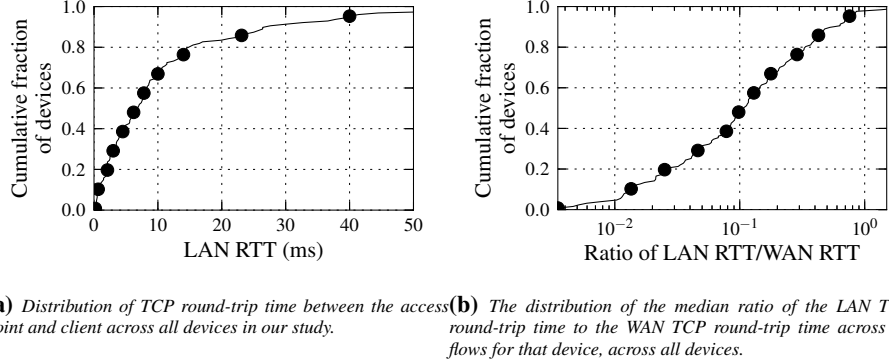 Cumulative fraction
of devices
1.0
0.8
0.6
0.4
0.2
0.0
0 10 20 30 40 50
LAN RTT (ms)
Cumulative fraction
of devices
1.0
0.8
0.6
0.4
0.2
0.0
10⁻² 10⁻¹ 10⁰
Ratio of LAN RTT/WAN RTT
a) Distribution of TCP round-trip time between the access
oint and client across all devices in our study.
(b) The distribution of the median ratio of the LAN T
round-trip time to the WAN TCP round-trip time across
flows for that device, across all devices.